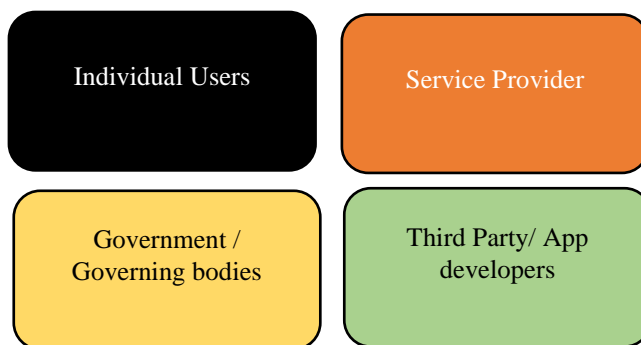 Individual Users
Service Provider
Government /
Governing bodies
Third Party/ App
developers